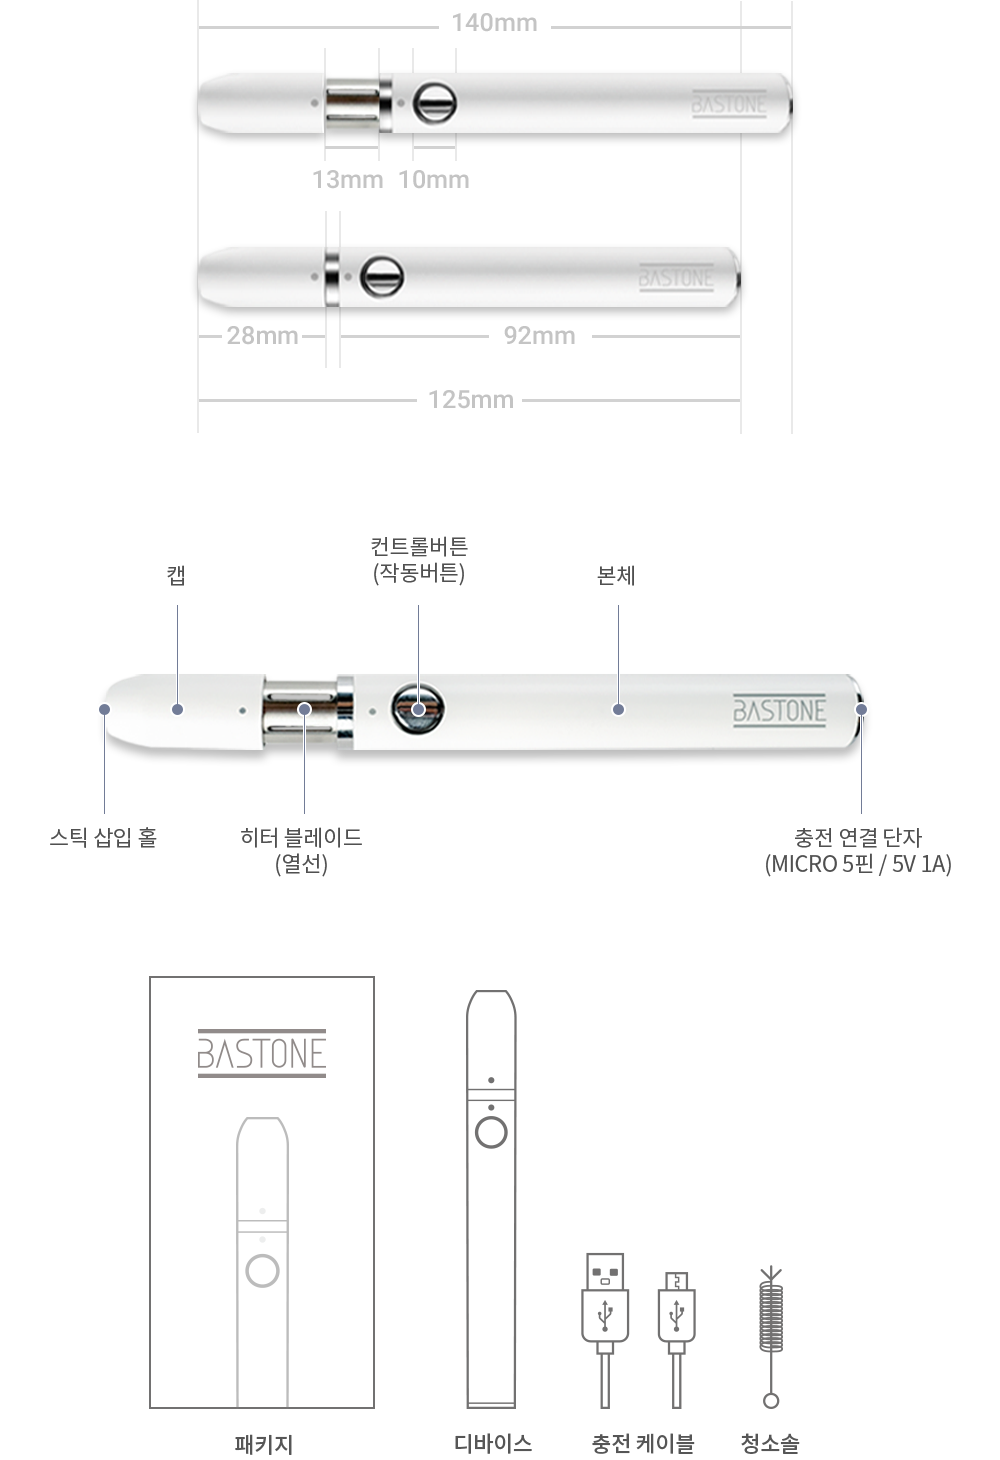 140mm
BASTONE
13mm 10mm
BASTONE
28mm 92mm
125mm
컨트롤버튼
(작동버튼)
캡
본체
BASTONE
스틱 삽입 홀
히터 블레이드
(열선)
충전 연결 단자
(MICRO 5핀 / 5V 1A)
BASTONE
패키지
디바이스
충전 케이블
청소솔